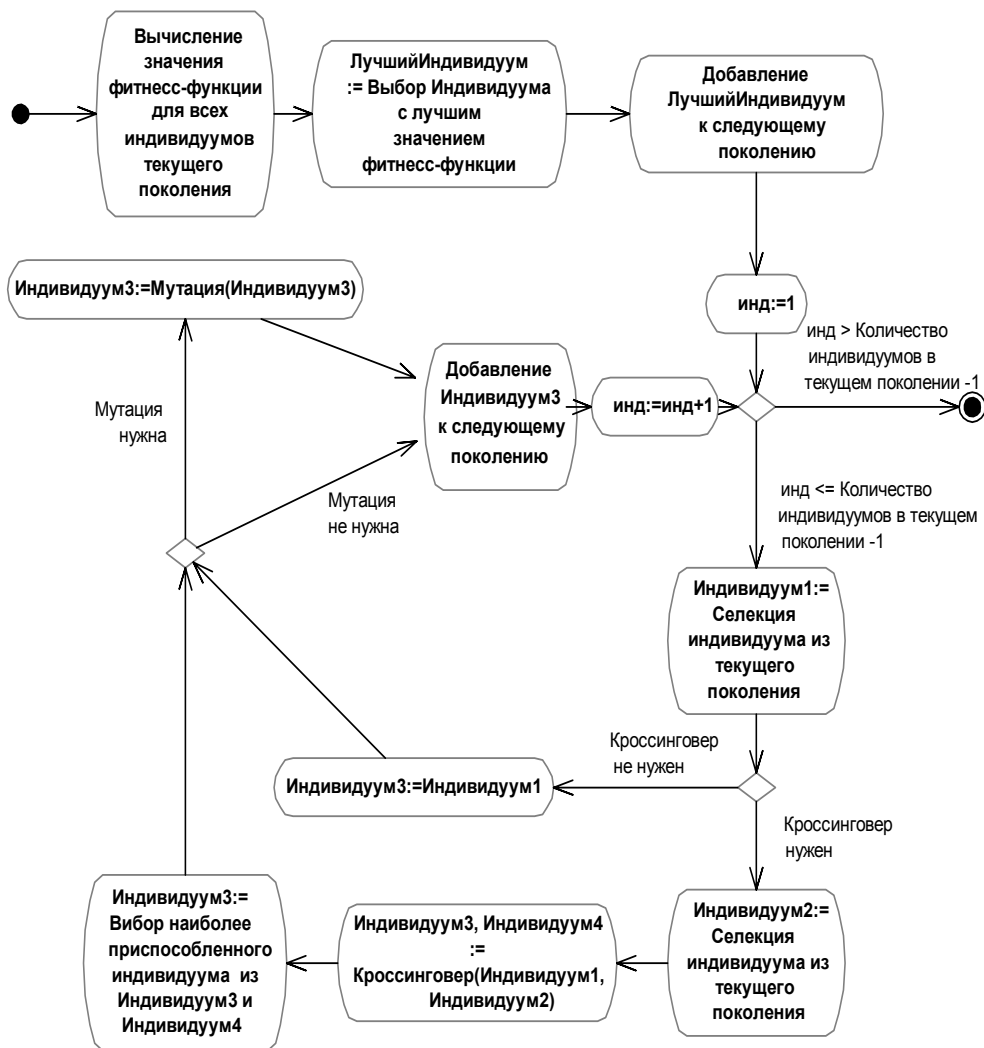 Вычисление
значения
фитнесс-функции
для всех
индивидуумов
текущего
поколения
ЛучшийИндивидуум
:= Выбор Индивидуума
с лучшим
значением
фитнесс-функции
Добавление
ЛучшийИндивидуум
к следующему
поколению
инд:=1
инд > Количество
индивидуумов в
текущем поколении -1
Индивидуум3:=Мутация(Индивидуум3)
Добавление
Индивидуум3
к следующему
поколению
инд:=инд+1
Мутация
нужна
Мутация
не нужна
инд <= Количество
индивидуумов в текущем
поколении -1
Индивидуум1:=
Селекция
индивидуума из
текущего
поколения
Кроссинговер
не нужен
Индивидуум3:=Индивидуум1
Кроссинговер
нужен
Индивидуум2:=
Селекция
индивидуума из
текущего
поколения
Индивидуум3, Индивидуум4
:=
Кроссинговер(Индивидуум1,
Индивидуум2)
Индивидуум3:=
Вибор наиболее
приспособленного
индивидуума из
Индивидуум3 и
Индивидуум4